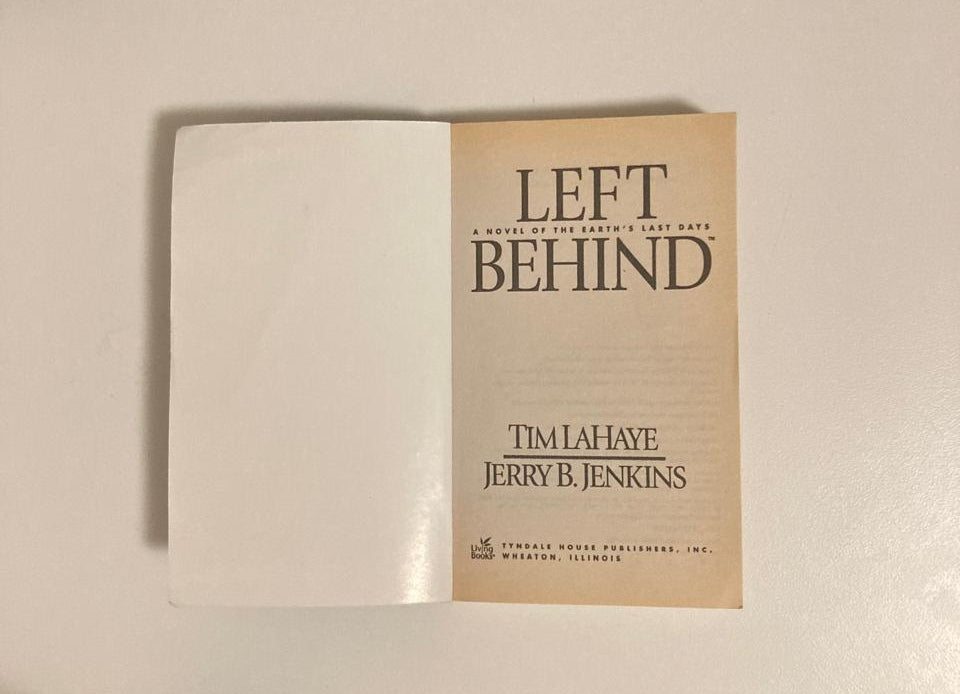 LEFT
A NOVEL OF THE EARTH'S LAST DAYS
BEHIND™
TIM LAHAYE
JERRY B. JENKINS
Living
Books®
TYNDALE HOUSE PUBLISHERS, INC.
WHEATON, ILLINOIS